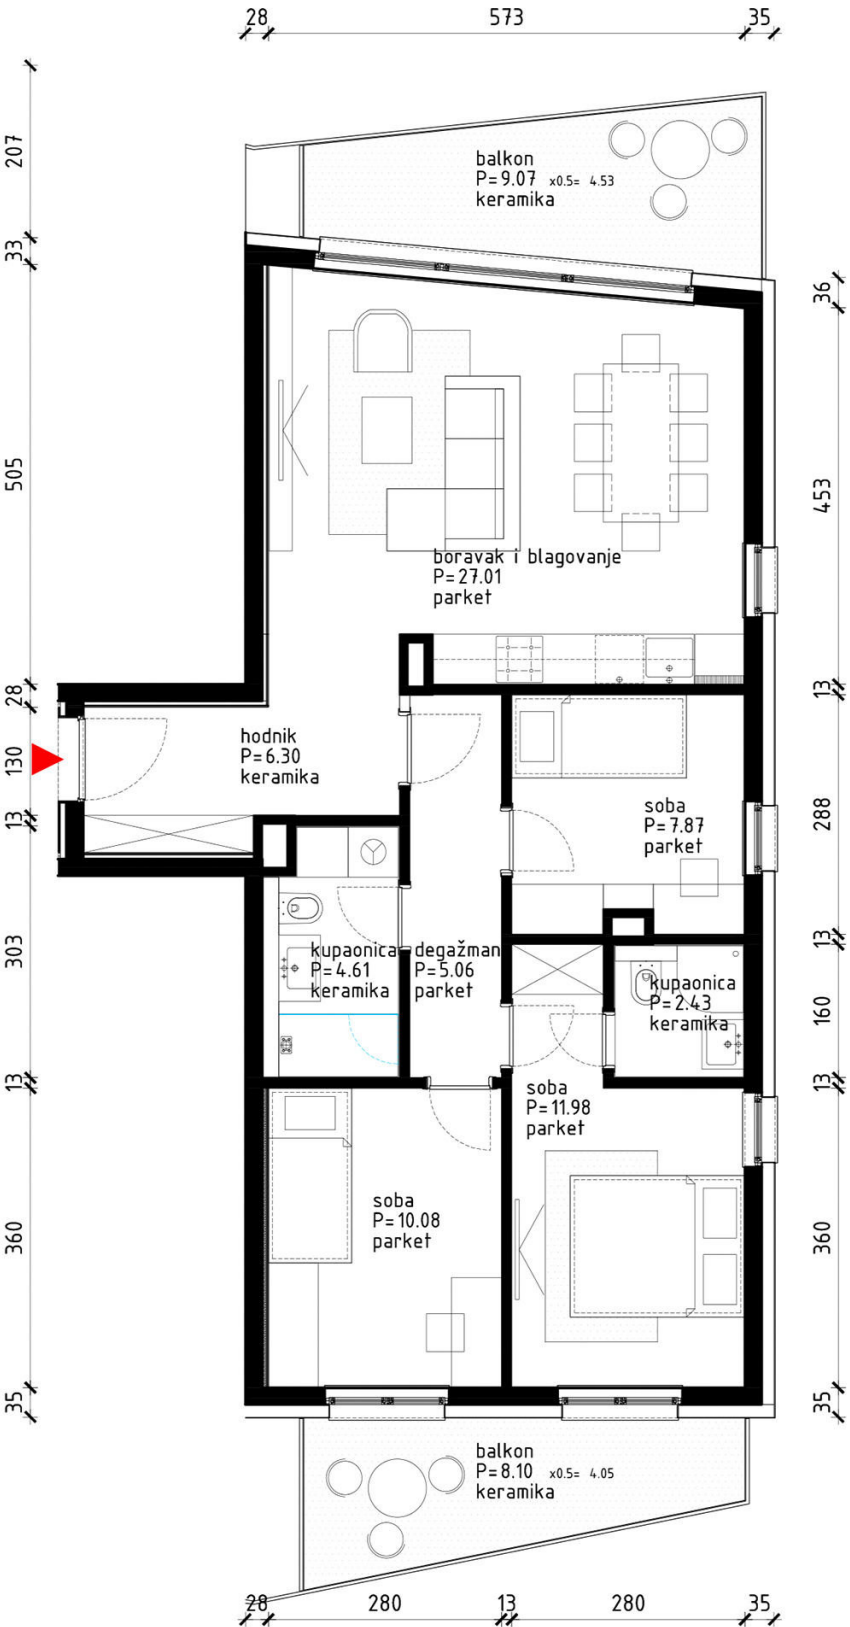 28 573 35
207
33
505
28
130
13
303
13
360
35
balkon
P=9.07 x0.5= 4.53
keramika
36
453
13
288
13
160
13
360
35
boravak i blagovanje
P=27.01
parket
hodnik
P=6.30
keramika
soba
P=7.87
parket
kupaonica
P=4.61
keramika
degažman
P=5.06
parket
kupaonica
P=2.43
keramika
soba
P=11.98
parket
soba
P=10.08
parket
balkon
P=8.10 x0.5= 4.05
keramika
28 280 13 280 35